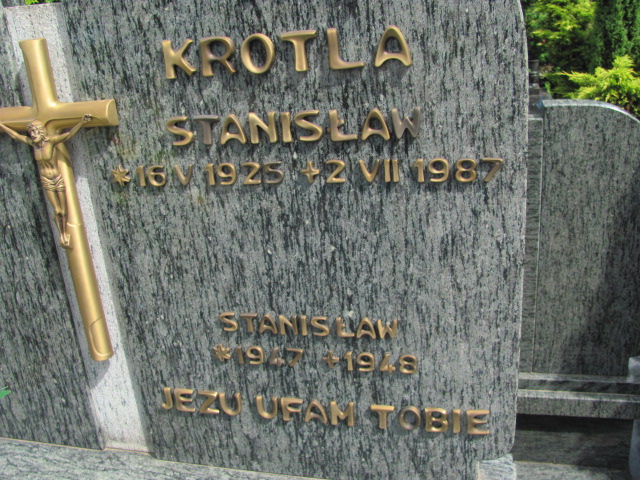 KROTLA
STANISŁAW
*16 V 1925 +2 VII 1987
STANISŁAW
*1947 +1948
JEZU UFAM TOBIE